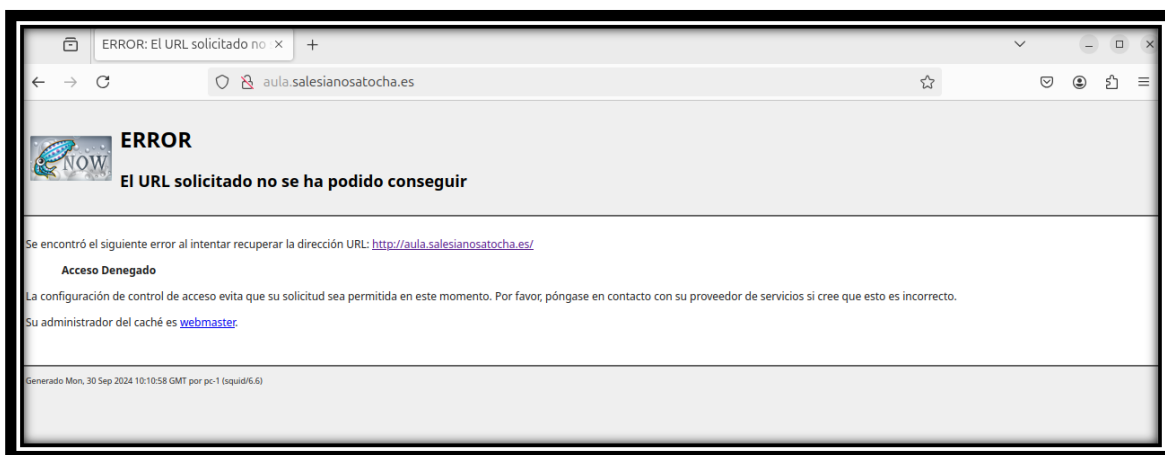 ERROR: El URL solicitado no
aula.salesianosatocha.es
NOW
ERROR
El URL solicitado no se ha podido conseguir
Se encontró el siguiente error al intentar recuperar la dirección URL: http://aula.salesianosatocha.es/
Acceso Denegado
La configuración de control de acceso evita que su solicitud sea permitida en este momento. Por favor, póngase en contacto con su proveedor de servicios si cree que esto es incorrecto.
Su administrador del caché es webmaster.
Generado Mon, 30 Sep 2024 10:10:58 GMT por pc-1 (squid/6.6)